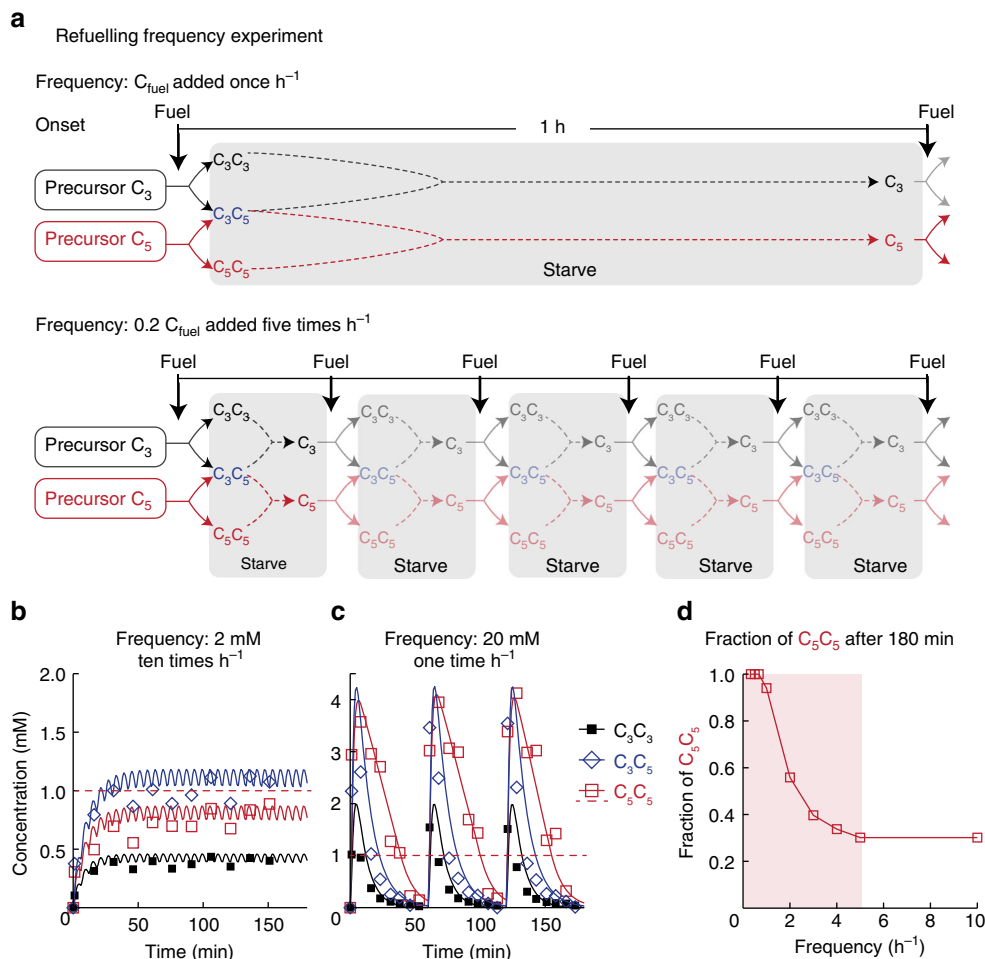 a
Refuelling frequency experiment
Frequency: C_fuel added once h⁻¹
Fuel
Fuel
Onset
1 h
Precursor C₃
C₃C₃
C₃
C₃C₅
Precursor C₅
C₅
C₅C₅
Starve
Frequency: 0.2 C_fuel added five times h⁻¹
Fuel Fuel Fuel Fuel Fuel Fuel
C₃C₃ C₃C₃ C₃C₃ C₃C₃ C₃C₃
Precursor C₃ C₃ C₃ C₃ C₃ C₃
C₃C₅ C₃C₅ C₃C₅ C₃C₅ C₃C₅
Precursor C₅ C₅ C₅ C₅ C₅ C₅
C₅C₅ C₅C₅ C₅C₅ C₅C₅ C₅C₅
Starve Starve Starve Starve Starve
b
Frequency: 2 mM
ten times h⁻¹
2.0
1.5
1.0
0.5
0
0 50 100 150
Concentration (mM)
Time (min)
c
Frequency: 20 mM
one time h⁻¹
4
3
2
1
0
0 50 100 150
Time (min)
C₃C₃
C₃C₅
C₅C₅
d
Fraction of C₅C₅ after 180 min
1.0
0.8
0.6
0.4
0.2
0 2 4 6 8 10
Fraction of C₅C₅
Frequency (h⁻¹)